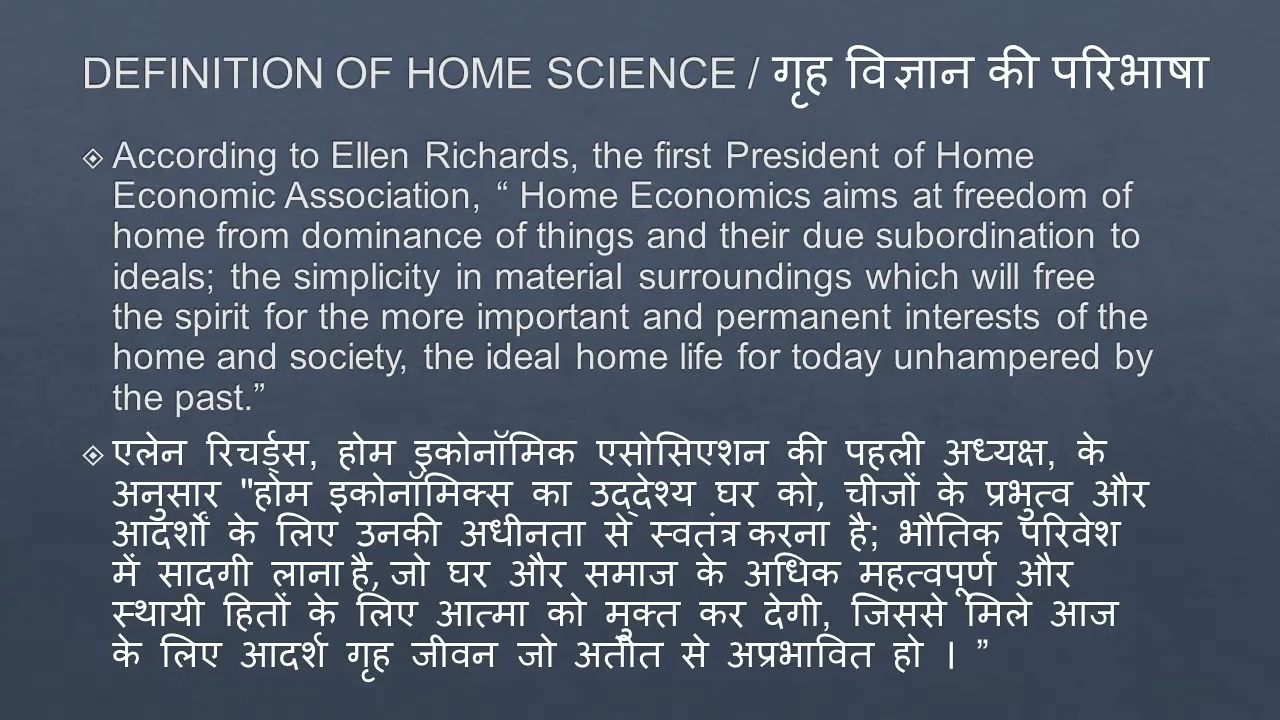 DEFINITION OF HOME SCIENCE / गृह विज्ञान की परिभाषा
According to Ellen Richards, the first President of Home
Economic Association, “ Home Economics aims at freedom of
home from dominance of things and their due subordination to
ideals; the simplicity in material surroundings which will free
the spirit for the more important and permanent interests of the
home and society, the ideal home life for today unhampered by
the past.”
एलेन रिचर्ड्स, होम इकोनॉमिक एसोसिएशन की पहली अध्यक्ष, के
अनुसार "होम इकोनॉमिक्स का उद्देश्य घर को, चीजों के प्रभुत्व और
आदर्शों के लिए उनकी अधीनता से स्वतंत्र करना है; भौतिक परिवेश
में सादगी लाना है, जो घर और समाज के अधिक महत्वपूर्ण और
स्थायी हितों के लिए आत्मा को मुक्त कर देगी, जिससे मिले आज
के लिए आदर्श गृह जीवन जो अतीत से अप्रभावित हो । ”